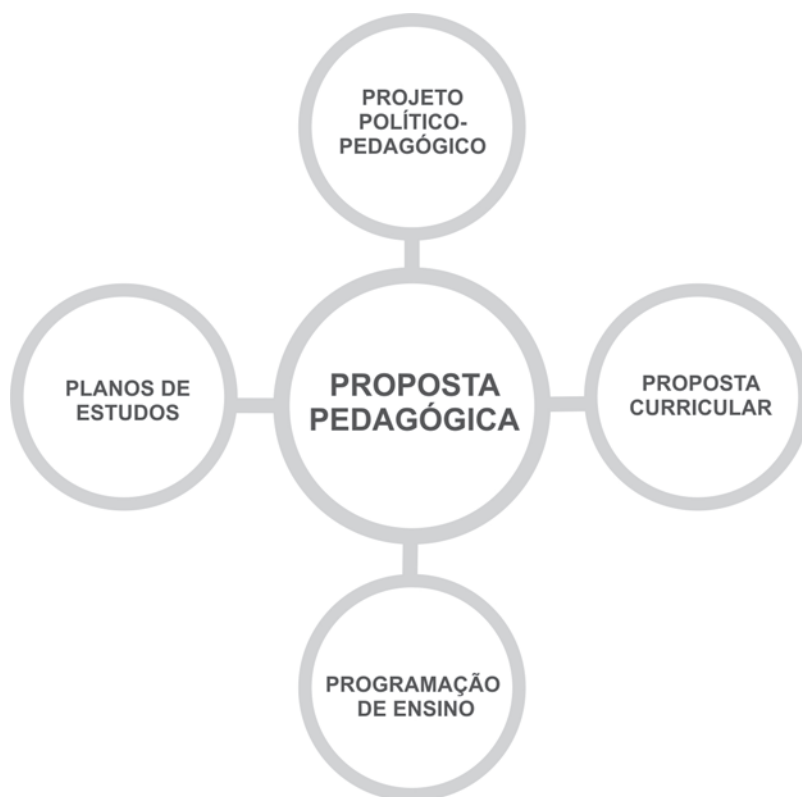 PROJETO
POLÍTICO-
PEDAGÓGICO
PLANOS DE
ESTUDOS
PROPOSTA
PEDAGÓGICA
PROPOSTA
CURRICULAR
PROGRAMAÇÃO
DE ENSINO